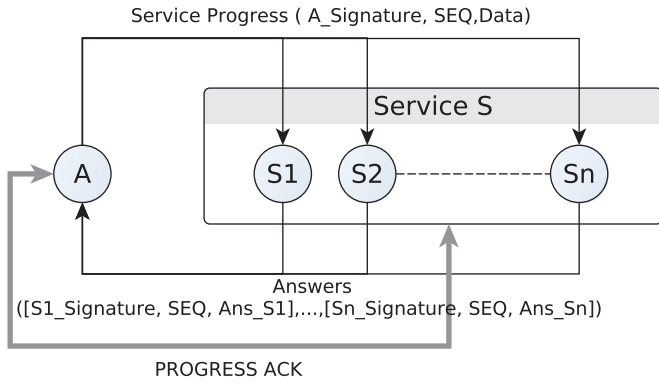 Service Progress ( A_Signature, SEQ,Data)
Service S
A
S1
S2
Sn
Answers
([S1_Signature, SEQ, Ans_S1],...,[Sn_Signature, SEQ, Ans_Sn])
PROGRESS ACK